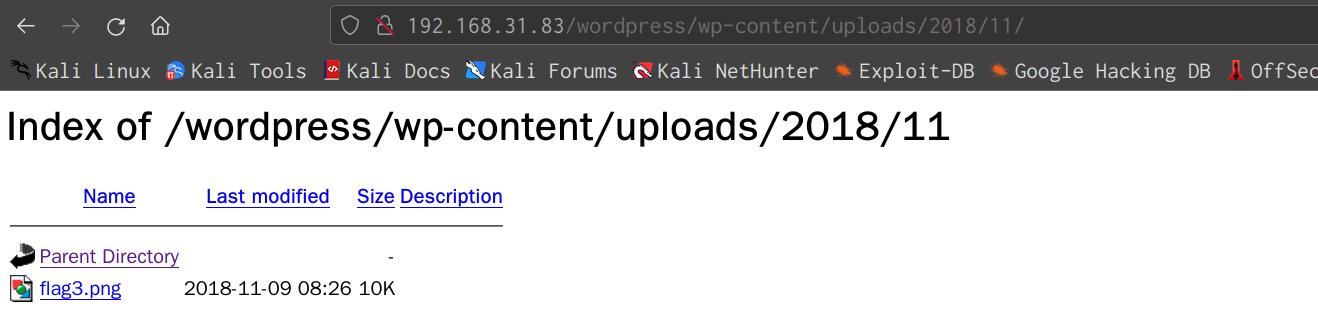 192.168.31.83/wordpress/wp-content/uploads/2018/11/
Kali Linux Kali Tools Kali Docs Kali Forums Kali NetHunter Exploit-DB Google Hacking DB OffSec
Index of /wordpress/wp-content/uploads/2018/11
Name Last modified Size Description
Parent Directory -
flag3.png 2018-11-09 08:26 10K